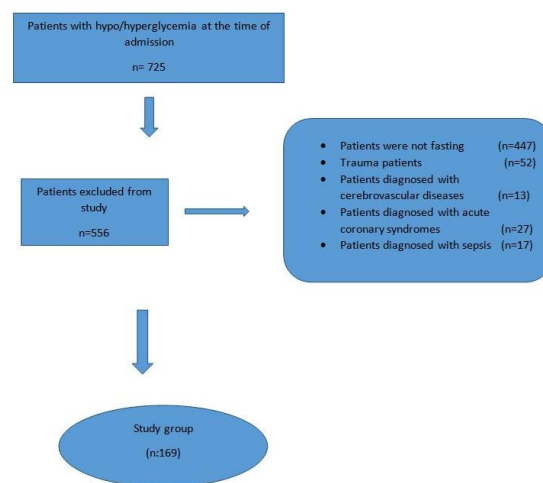 Patients with hypo/hyperglycemia at the time of
admission
n= 725
Patients excluded from
study
n=556
• Patients were not fasting (n=447)
• Trauma patients (n=52)
• Patients diagnosed with
cerebrovascular diseases (n=13)
• Patients diagnosed with acute
coronary syndromes (n=27)
• Patients diagnosed with sepsis (n=17)
Study group
(n:169)